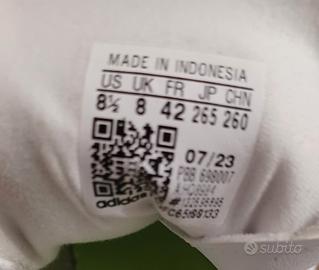 MADE IN INDONESIA
US UK FR JP CHN
8½ 8 42 265 260
07/23
PBB 698007
adidas
subito